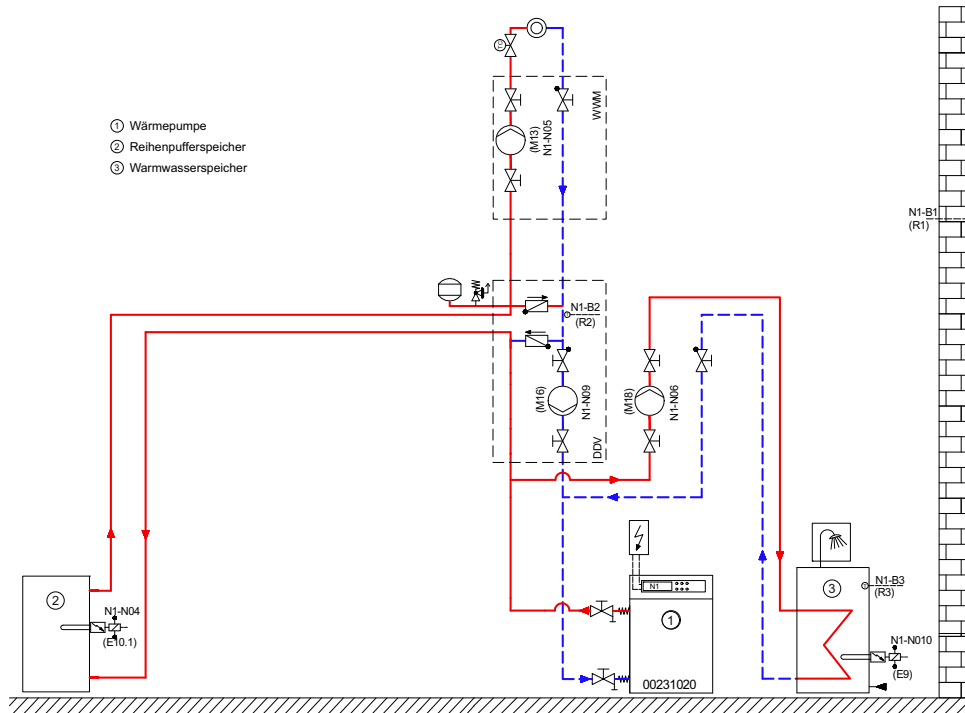 WWM
(M13)
N1-N05
1 Wärmepumpe
2 Reihenpufferspeicher
3 Warmwasserspeicher
N1-B1
(R1)
N1-B2
(R2)
(M16)
N1-N09
DDV
(M18)
N1-N06
2
N1-N04
(E10.1)
N1
1
00231020
3
T
N1-B3
(R3)
N1-N010
(E9)